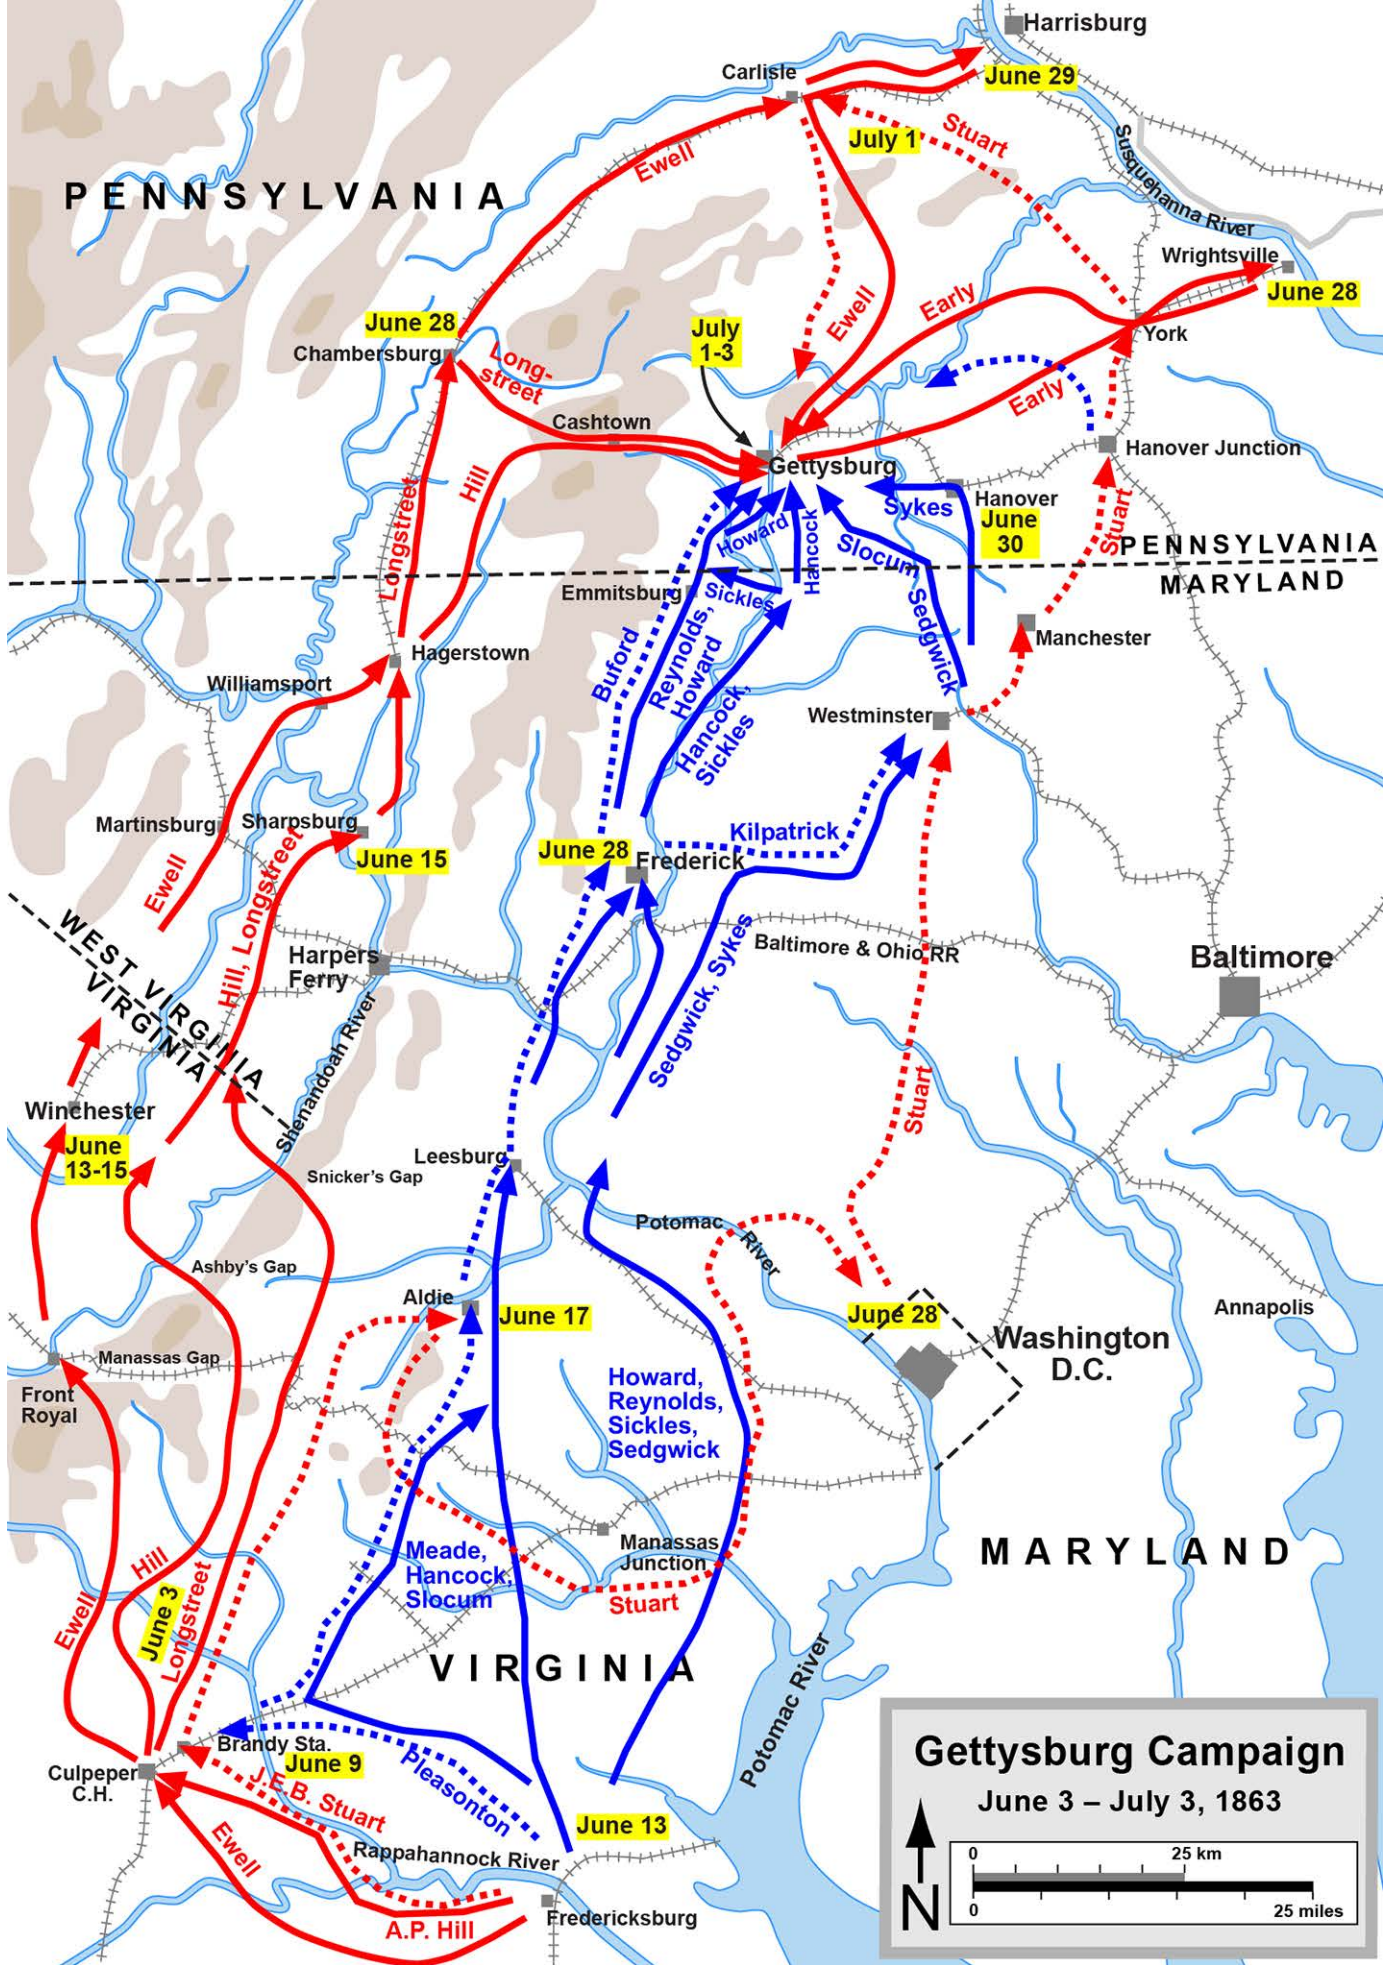 Harrisburg
Carlisle
June 29
Stuart
July 1
Ewell
Susquehanna River
PENNSYLVANIA
Wrightsville
June 28
June 28
Chambersburg
July
1-3
Ewell
Early
York
Long-
street
Early
Cashtown
Hill
Gettysburg
Hanover Junction
Longstreet
Sykes
Hanover
June
30
Stuart
Howard
Hancock
Slocum
PENNSYLVANIA
MARYLAND
Emmitsburg
Sickles
Sedgwick
Manchester
Hagerstown
Buford
Reynolds,
Howard
Williamsport
Hancock,
Sickles
Westminster
Martinsburg
Sharpsburg
June 15
Kilpatrick
June 28
Frederick
Ewell
Hill, Longstreet
WEST VIRGINIA
VIRGINIA
Harpers
Ferry
Sedgwick, Sykes
Baltimore & Ohio RR
Baltimore
Shenandoah River
Stuart
Winchester
June
13-15
Leesburg
Snicker's Gap
Potomac
River
Ashby's Gap
Aldie
June 17
June 28
Annapolis
Washington
D.C.
Manassas Gap
Front
Royal
Howard,
Reynolds,
Sickles,
Sedgwick
Manassas
Junction
Meade,
Hancock,
Slocum
MARYLAND
Stuart
Hill
Ewell
June 3
Longstreet
VIRGINIA
Potomac River
Brandy Sta.
June 9
Culpeper
C.H.
J.E.B. Stuart
Pleasonton
June 13
Ewell
Rappahannock River
Fredericksburg
A.P. Hill
Gettysburg Campaign
June 3 – July 3, 1863
N
0
25 km
0
25 miles